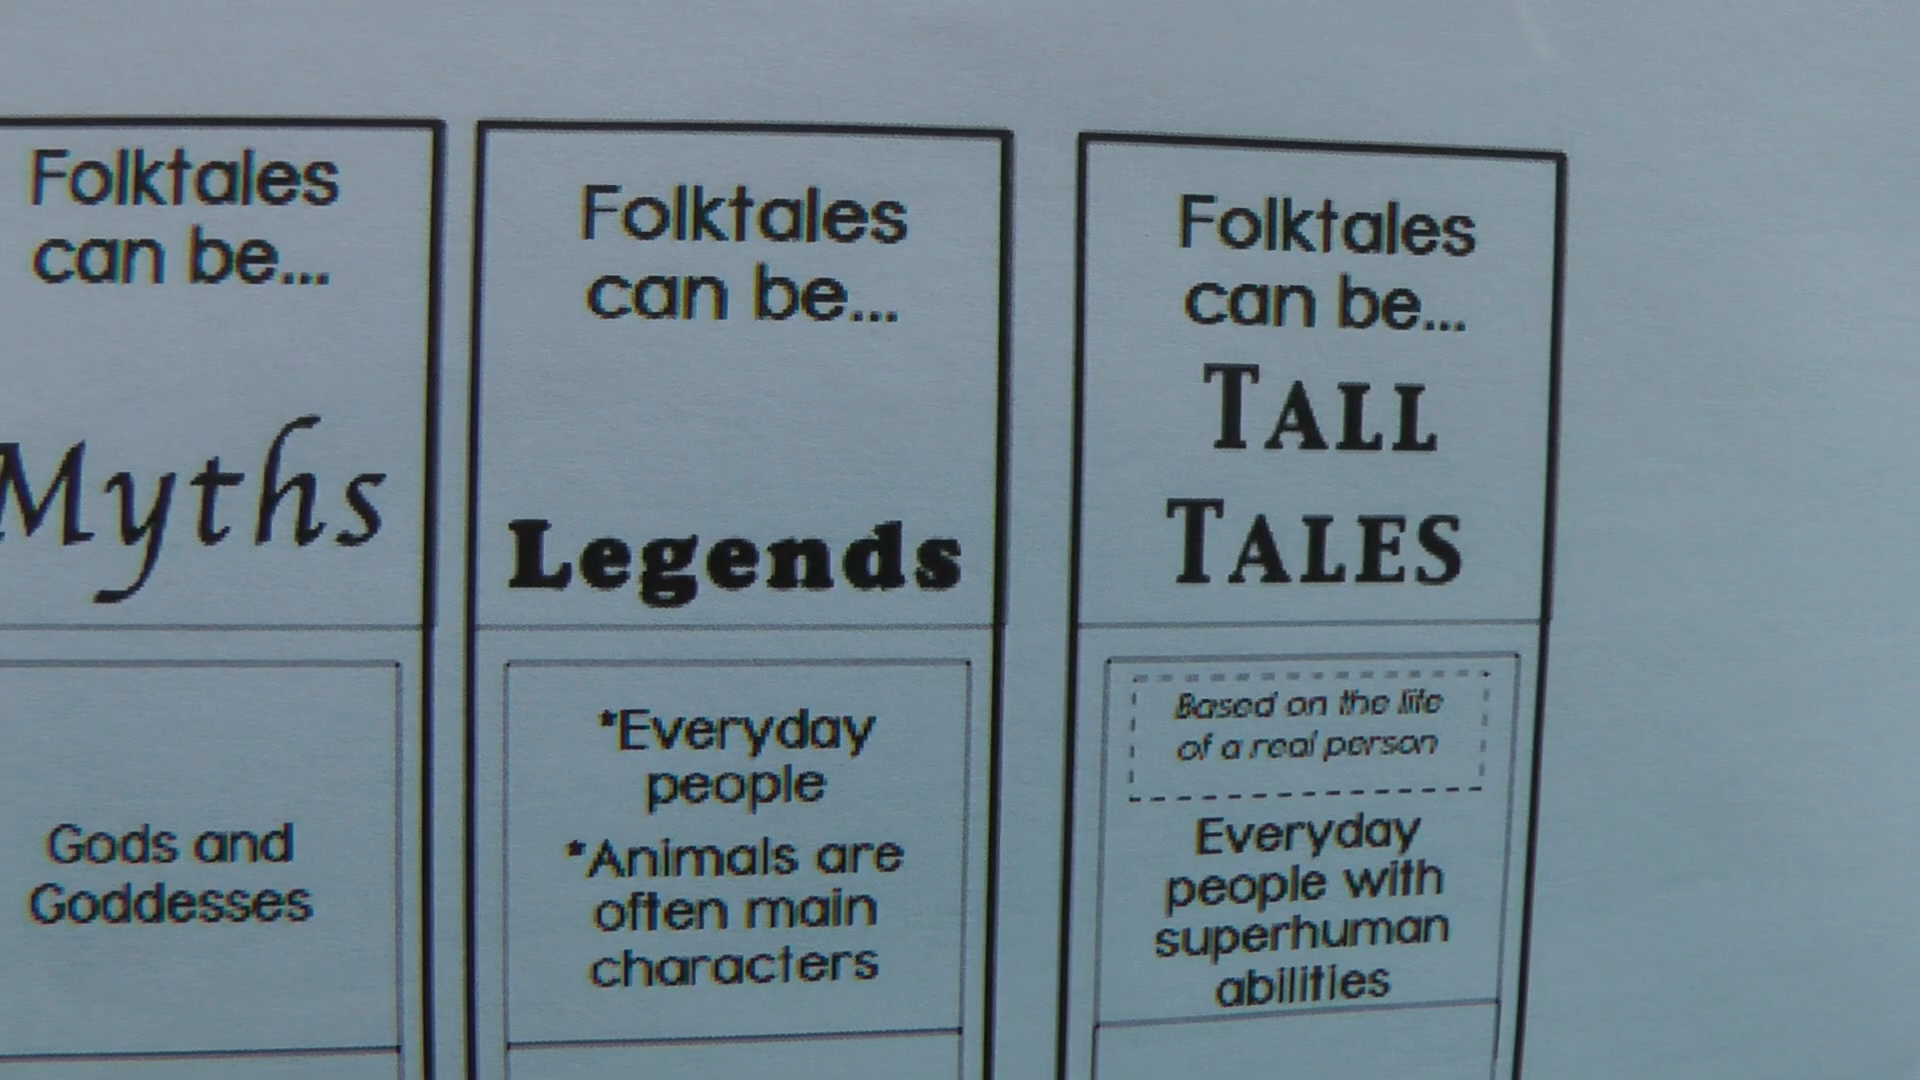 Folktales
can be...
Myths
Gods and
Goddesses
Folktales
can be...
Legends
*Everyday
people
*Animals are
often main
characters
Folktales
can be...
TALL
TALES
Based on the life
of a real person
Everyday
people with
superhuman
abilities